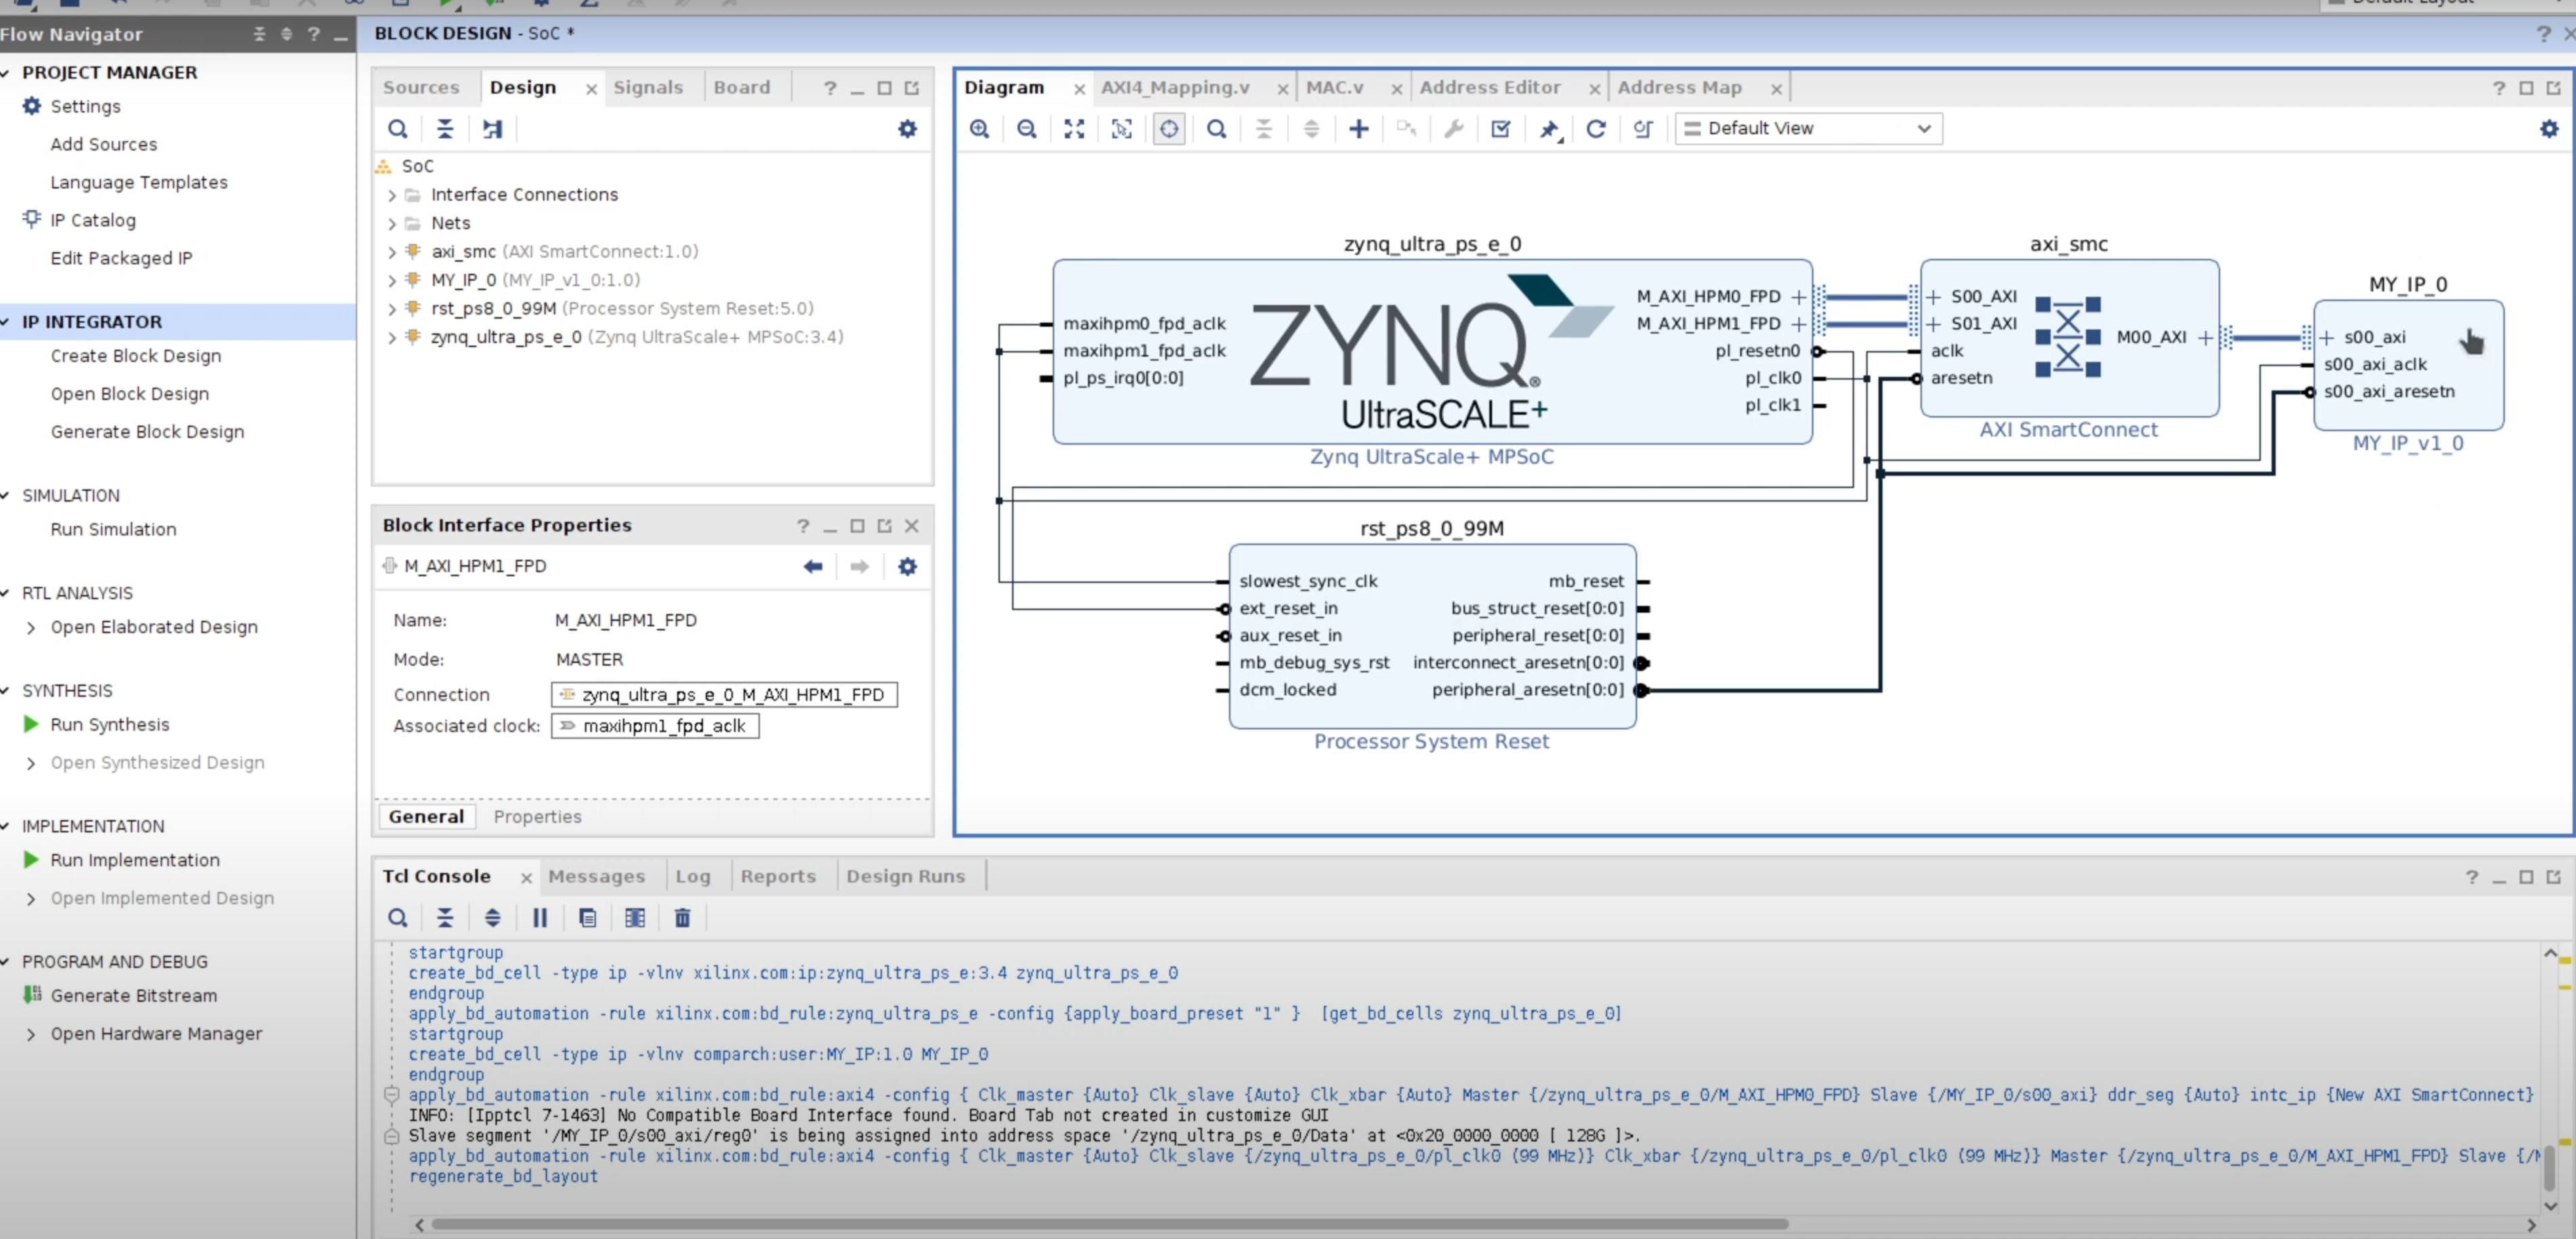 Default Layout
Flow Navigator
PROJECT MANAGER
Settings
Add Sources
Language Templates
IP Catalog
Edit Packaged IP
IP INTEGRATOR
Create Block Design
Open Block Design
Generate Block Design
SIMULATION
Run Simulation
RTL ANALYSIS
Open Elaborated Design
SYNTHESIS
Run Synthesis
Open Synthesized Design
IMPLEMENTATION
Run Implementation
Open Implemented Design
PROGRAM AND DEBUG
Generate Bitstream
Open Hardware Manager
BLOCK DESIGN - SoC *
Sources Design Signals Board
SoC
Interface Connections
Nets
axi_smc (AXI SmartConnect:1.0)
MY_IP_0 (MY_IP_v1_0:1.0)
rst_ps8_0_99M (Processor System Reset:5.0)
zynq_ultra_ps_e_0 (Zynq UltraScale+ MPSoC:3.4)
Block Interface Properties
M_AXI_HPM1_FPD
Name: M_AXI_HPM1_FPD
Mode: MASTER
Connection zynq_ultra_ps_e_0_M_AXI_HPM1_FPD
Associated clock: maxihpm1_fpd_aclk
General Properties
Diagram AXI4_Mapping.v MAC.v Address Editor Address Map
Default View
zynq_ultra_ps_e_0
maxihpm0_fpd_aclk
maxihpm1_fpd_aclk
pl_ps_irq0[0:0]
ZYNQ®
UltraSCALE+
M_AXI_HPM0_FPD
M_AXI_HPM1_FPD
pl_resetn0
pl_clk0
pl_clk1
Zynq UltraScale+ MPSoC
axi_smc
S00_AXI
S01_AXI
aclk
aresetn
M00_AXI
AXI SmartConnect
MY_IP_0
s00_axi
s00_axi_aclk
s00_axi_aresetn
MY_IP_v1_0
rst_ps8_0_99M
slowest_sync_clk
ext_reset_in
aux_reset_in
mb_debug_sys_rst
dcm_locked
mb_reset
bus_struct_reset[0:0]
peripheral_reset[0:0]
interconnect_aresetn[0:0]
peripheral_aresetn[0:0]
Processor System Reset
Tcl Console Messages Log Reports Design Runs
startgroup
create_bd_cell -type ip -vlnv xilinx.com:ip:zynq_ultra_ps_e:3.4 zynq_ultra_ps_e_0
endgroup
apply_bd_automation -rule xilinx.com:bd_rule:zynq_ultra_ps_e -config {apply_board_preset "1" } [get_bd_cells zynq_ultra_ps_e_0]
startgroup
create_bd_cell -type ip -vlnv comparch:user:MY_IP:1.0 MY_IP_0
endgroup
apply_bd_automation -rule xilinx.com:bd_rule:axi4 -config { Clk_master {Auto} Clk_slave {Auto} Clk_xbar {Auto} Master {/zynq_ultra_ps_e_0/M_AXI_HPM0_FPD} Slave {/MY_IP_0/s00_axi} ddr_seg {Auto} intc_ip {New AXI SmartConnect}
INFO: [Ipptcl 7-1463] No Compatible Board Interface found. Board Tab not created in customize GUI
Slave segment '/MY_IP_0/s00_axi/reg0' is being assigned into address space '/zynq_ultra_ps_e_0/Data' at <0x20_0000_0000 [ 128G ]>.
apply_bd_automation -rule xilinx.com:bd_rule:axi4 -config { Clk_master {Auto} Clk_slave {/zynq_ultra_ps_e_0/pl_clk0 (99 MHz)} Clk_xbar {/zynq_ultra_ps_e_0/pl_clk0 (99 MHz)} Master {/zynq_ultra_ps_e_0/M_AXI_HPM1_FPD} Slave {/M
regenerate_bd_layout